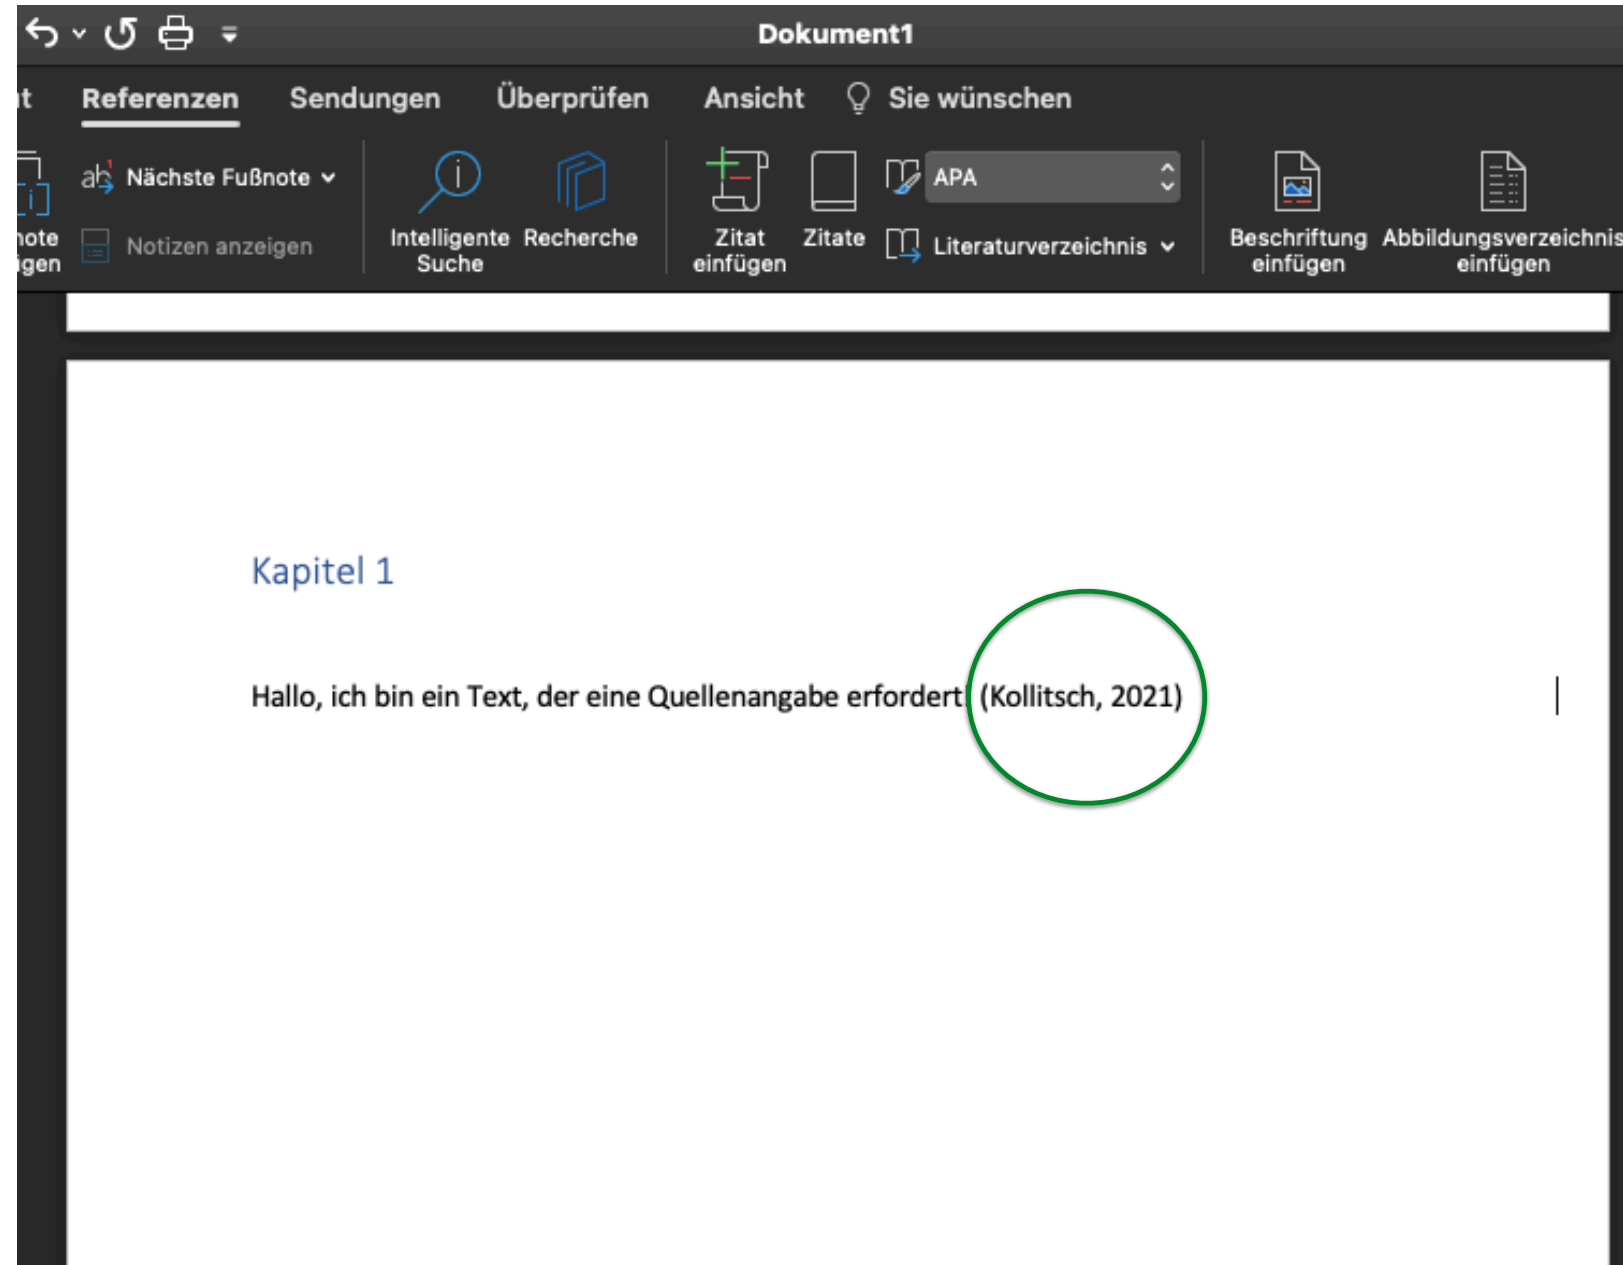 Dokument1
Referenzen Sendungen Überprüfen Ansicht Sie wünschen
Nächste Fußnote
Notizen anzeigen
Intelligente Suche
Recherche
Zitat einfügen
Zitate
APA
Literaturverzeichnis
Beschriftung einfügen
Abbildungsverzeichnis einfügen
Kapitel 1
Hallo, ich bin ein Text, der eine Quellenangabe erfordert! (Kollitsch, 2021)